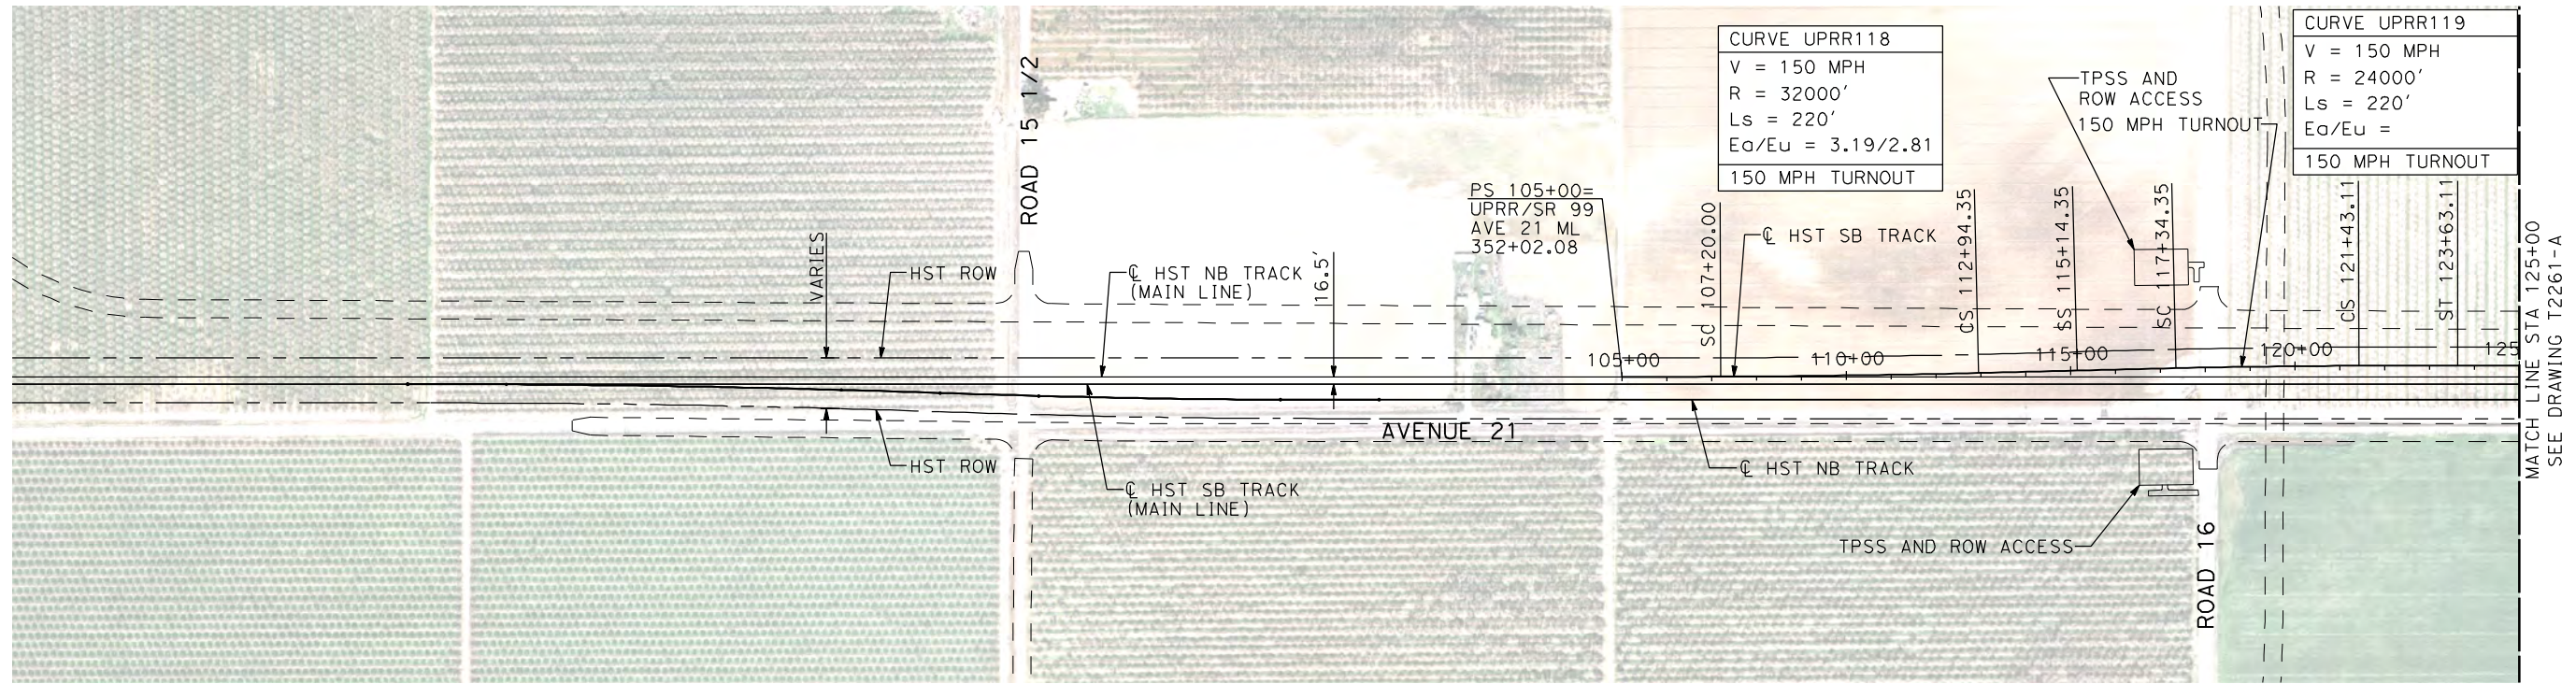 CURVE UPRR118
V = 150 MPH
R = 32000'
Ls = 220'
Ea/Eu = 3.19/2.81
150 MPH TURNOUT
CURVE UPRR119
V = 150 MPH
R = 24000'
Ls = 220'
Ea/Eu =
150 MPH TURNOUT
TPSS AND
ROW ACCESS
150 MPH TURNOUT
ROAD 15 1/2
PS 105+00=
UPRR/SR 99
AVE 21 ML
352+02.08
SC 107+20.00
℄ HST SB TRACK
CS 112+94.35
SS 115+14.35
SC 117+34.35
CS 121+43.11
ST 123+63.11
VARIES
HST ROW
℄ HST NB TRACK
(MAIN LINE)
16.5'
105+00
110+00
115+00
120+00
125
MATCH LINE STA 125+00
SEE DRAWING T2261-A
AVENUE 21
HST ROW
℄ HST SB TRACK
(MAIN LINE)
℄ HST NB TRACK
TPSS AND ROW ACCESS
ROAD 16